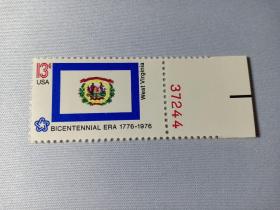 13¢
USA
West Virginia
BICENTENNIAL ERA 1776-1976
37244